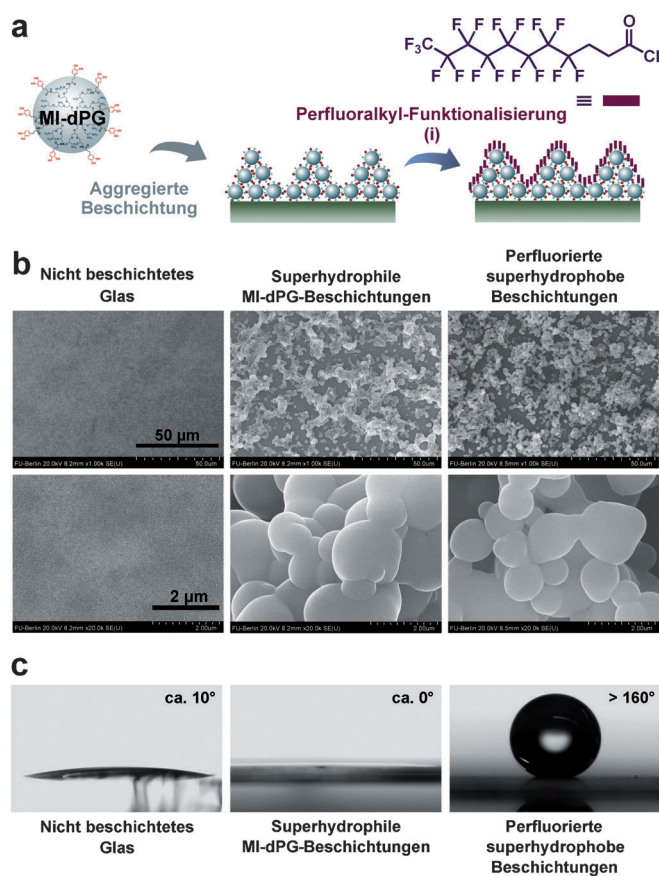 a
F F F F F F O
F₃C Cl
F F F F F F F F
MI-dPG
Perfluoralkyl-Funktionalisierung
(i)
Aggregierte
Beschichtung
b
Nicht beschichtetes
Glas
Superhydrophile
MI-dPG-Beschichtungen
Perfluorierte
superhydrophobe
Beschichtungen
50 µm
FU-Berlin 20.0kV 8.2mm x1.00k SE(U) 50.0um
FU-Berlin 20.0kV 8.2mm x1.00k SE(U) 50.0um
FU-Berlin 20.0kV 8.5mm x1.00k SE(U) 50.0um
2 µm
FU-Berlin 20.0kV 8.2mm x20.0k SE(U) 2.00um
FU-Berlin 20.0kV 8.2mm x20.0k SE(U) 2.00um
FU-Berlin 20.0kV 8.5mm x20.0k SE(U) 2.00um
c
ca. 10°
ca. 0°
> 160°
Nicht beschichtetes
Glas
Superhydrophile
MI-dPG-Beschichtungen
Perfluorierte
superhydrophobe
Beschichtungen